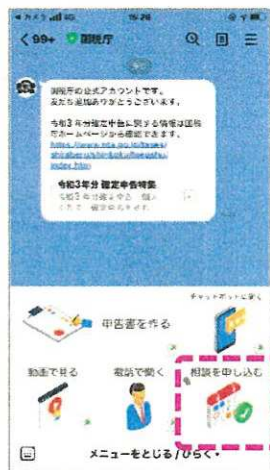 15:26
99+ 国税庁
国税庁の公式アカウントです。
友だち追加ありがとうございます。
令和3年分確定申告に関する情報は国税
庁ホームページから確認できます。
令和3年分 確定申告特集
チャットボットに聞く
申告書を作る
動画で見る 電話で聞く 相談を申し込む
メニューをとじる/ひらく